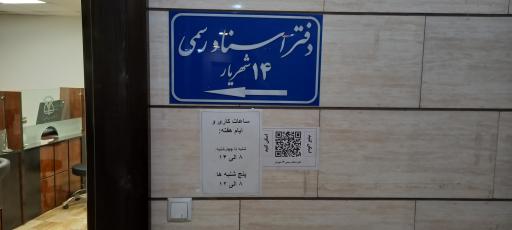 دفتر اسناد رسمی
۱۴ شهریار
ساعات کاری و
ایام هفته:
شنبه تا چهارشنبه
۸ الی ۱۴
پنج شنبه ها
۸ الی ۱۲